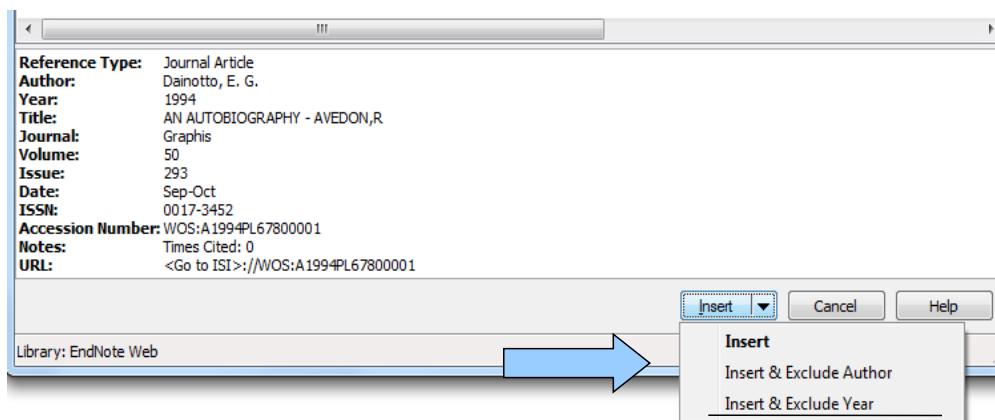 Reference Type: Journal Article
Author: Dainotto, E. G.
Year: 1994
Title: AN AUTOBIOGRAPHY - AVEDON,R
Journal: Graphis
Volume: 50
Issue: 293
Date: Sep-Oct
ISSN: 0017-3452
Accession Number: WOS:A1994PL67800001
Notes: Times Cited: 0
URL: <Go to ISI>://WOS:A1994PL67800001
Insert Cancel Help
Library: EndNote Web
Insert
Insert & Exclude Author
Insert & Exclude Year